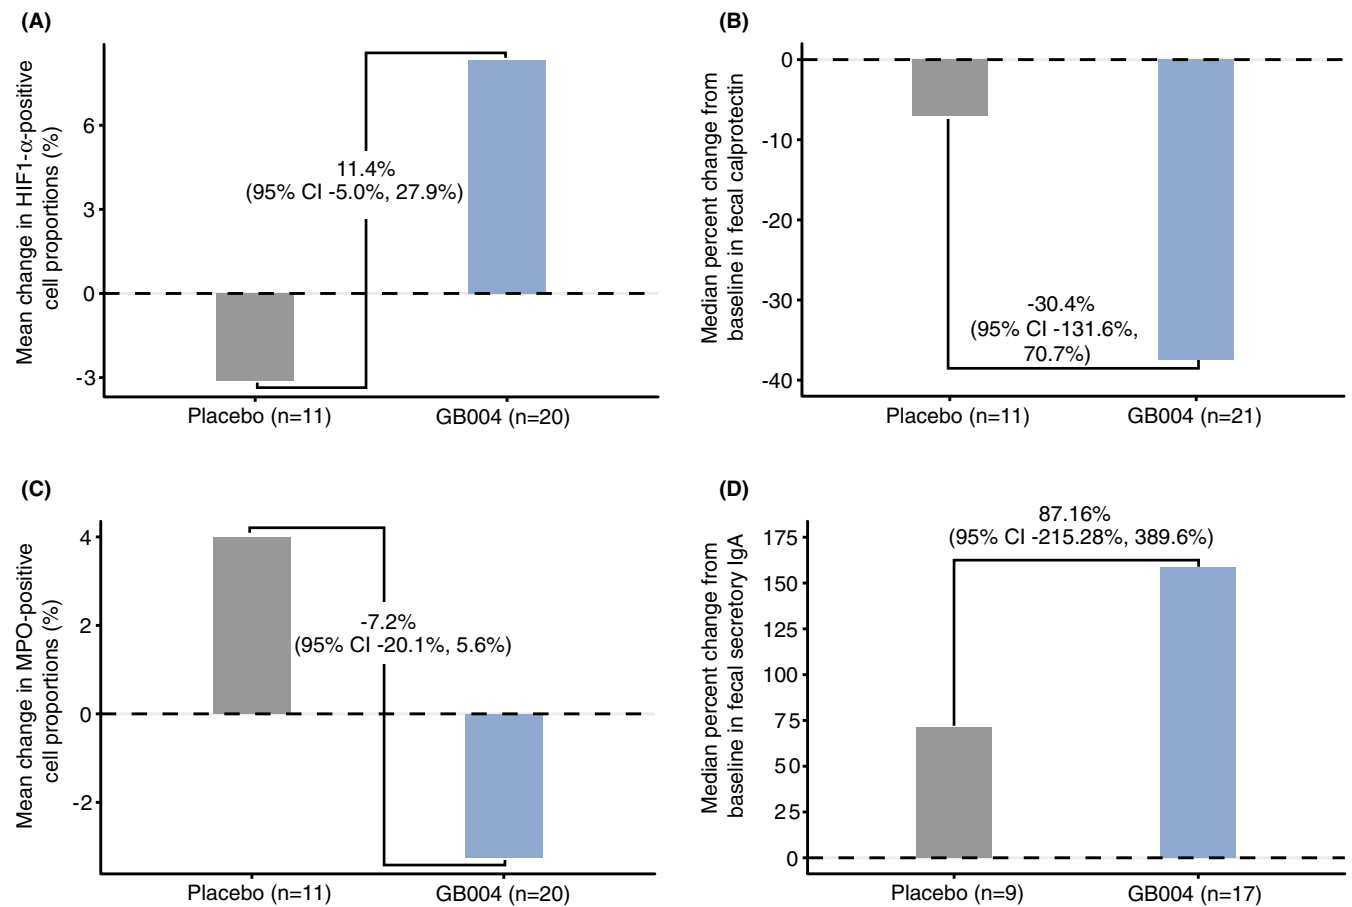 (A)
Mean change in HIF1-α-positive
cell proportions (%)
6
3
0
-3
11.4%
(95% CI -5.0%, 27.9%)
Placebo (n=11)
GB004 (n=20)
(B)
Median percent change from
baseline in fecal calprotectin
0
-10
-20
-30
-40
-30.4%
(95% CI -131.6%,
70.7%)
Placebo (n=11)
GB004 (n=21)
(C)
Mean change in MPO-positive
cell proportions (%)
4
2
0
-2
-7.2%
(95% CI -20.1%, 5.6%)
Placebo (n=11)
GB004 (n=20)
(D)
Median percent change from
baseline in fecal secretory IgA
175
150
125
100
75
50
25
0
87.16%
(95% CI -215.28%, 389.6%)
Placebo (n=9)
GB004 (n=17)